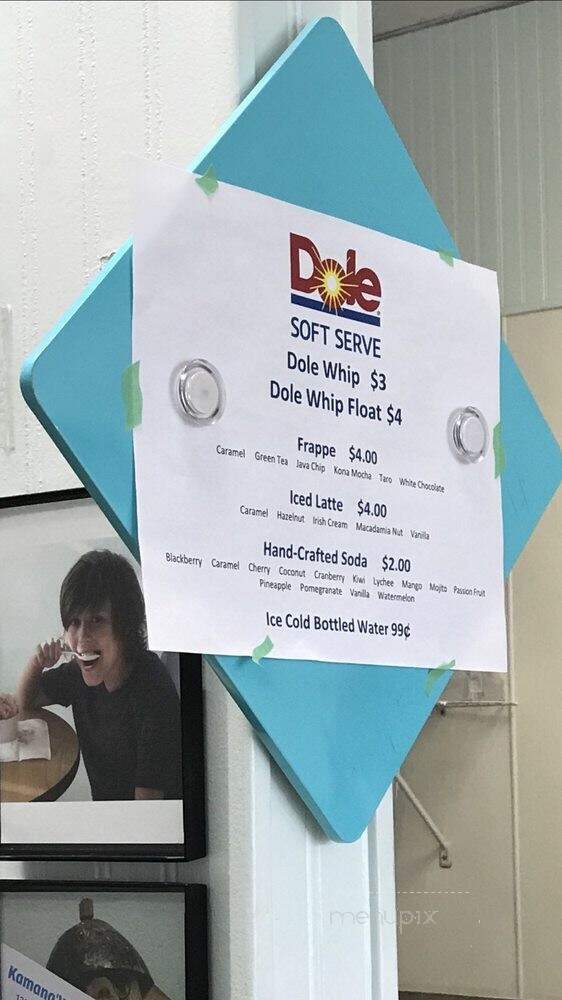 Dole
SOFT SERVE
Dole Whip $3
Dole Whip Float $4
Frappe $4.00
Caramel Green Tea Java Chip Kona Mocha Taro White Chocolate
Iced Latte $4.00
Caramel Hazelnut Irish Cream Macadamia Nut Vanilla
Hand-Crafted Soda $2.00
Blackberry Caramel Cherry Coconut Cranberry Kiwi Lychee Mango Mojito Passion Fruit
Pineapple Pomegranate Vanilla Watermelon
Ice Cold Bottled Water 99¢
menupix